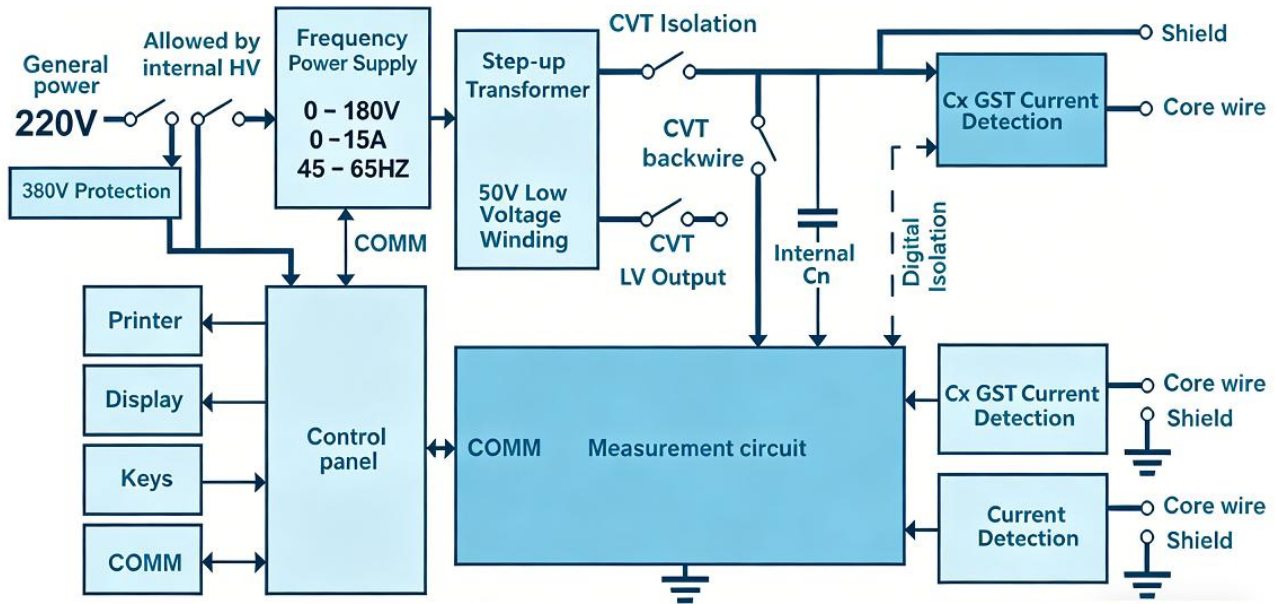 General
power
220V
Allowed by
internal HV
380V Protection
Frequency
Power Supply
0 – 180V
0 – 15A
45 – 65HZ
COMM
Step-up
Transformer
50V Low
Voltage
Winding
CVT Isolation
CVT
backwire
CVT
LV Output
Internal
Cn
Digital
Isolation
Shield
Cx GST Current
Detection
Core wire
Printer
Display
Keys
COMM
Control
panel
COMM
Measurement circuit
Cx GST Current
Detection
Core wire
Shield
Current
Detection
Core wire
Shield